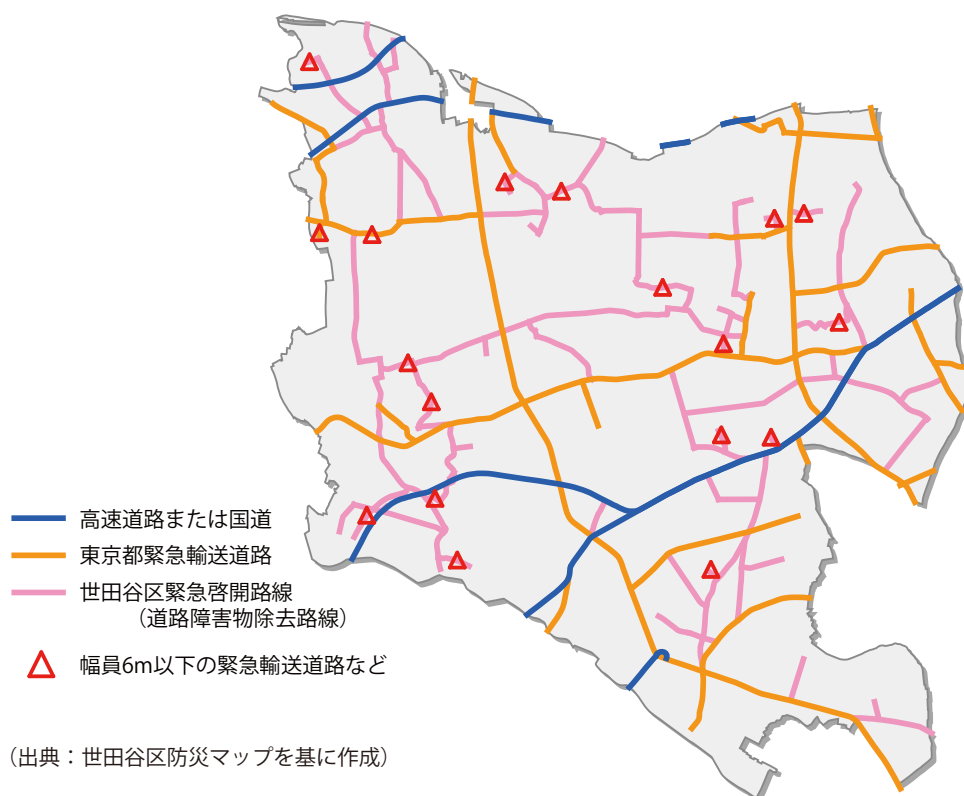 高速道路または国道
東京都緊急輸送道路
世田谷区緊急啓開路線
（道路障害物除去路線）
幅員6m以下の緊急輸送道路など
（出典：世田谷区防災マップを基に作成）